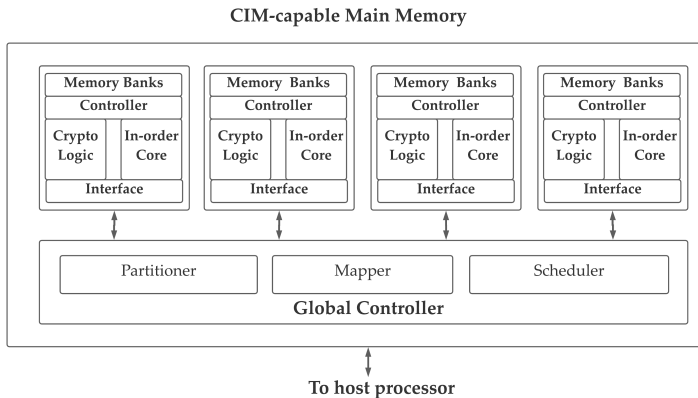 CIM-capable Main Memory
Memory Banks
Controller
Crypto
Logic
In-order
Core
Interface
Memory Banks
Controller
Crypto
Logic
In-order
Core
Interface
Memory Banks
Controller
Crypto
Logic
In-order
Core
Interface
Memory Banks
Controller
Crypto
Logic
In-order
Core
Interface
Partitioner
Mapper
Scheduler
Global Controller
To host processor